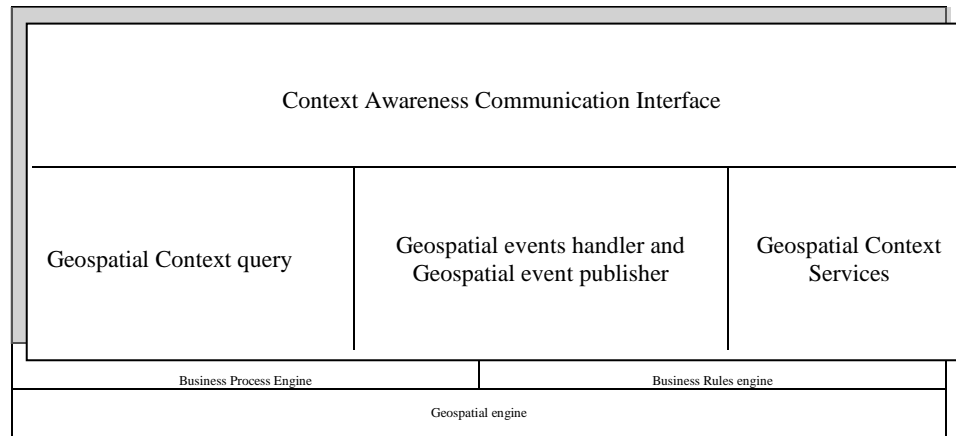 Context Awareness Communication Interface
Geospatial Context query
Geospatial events handler and
Geospatial event publisher
Geospatial Context
Services
Business Process Engine
Business Rules engine
Geospatial engine